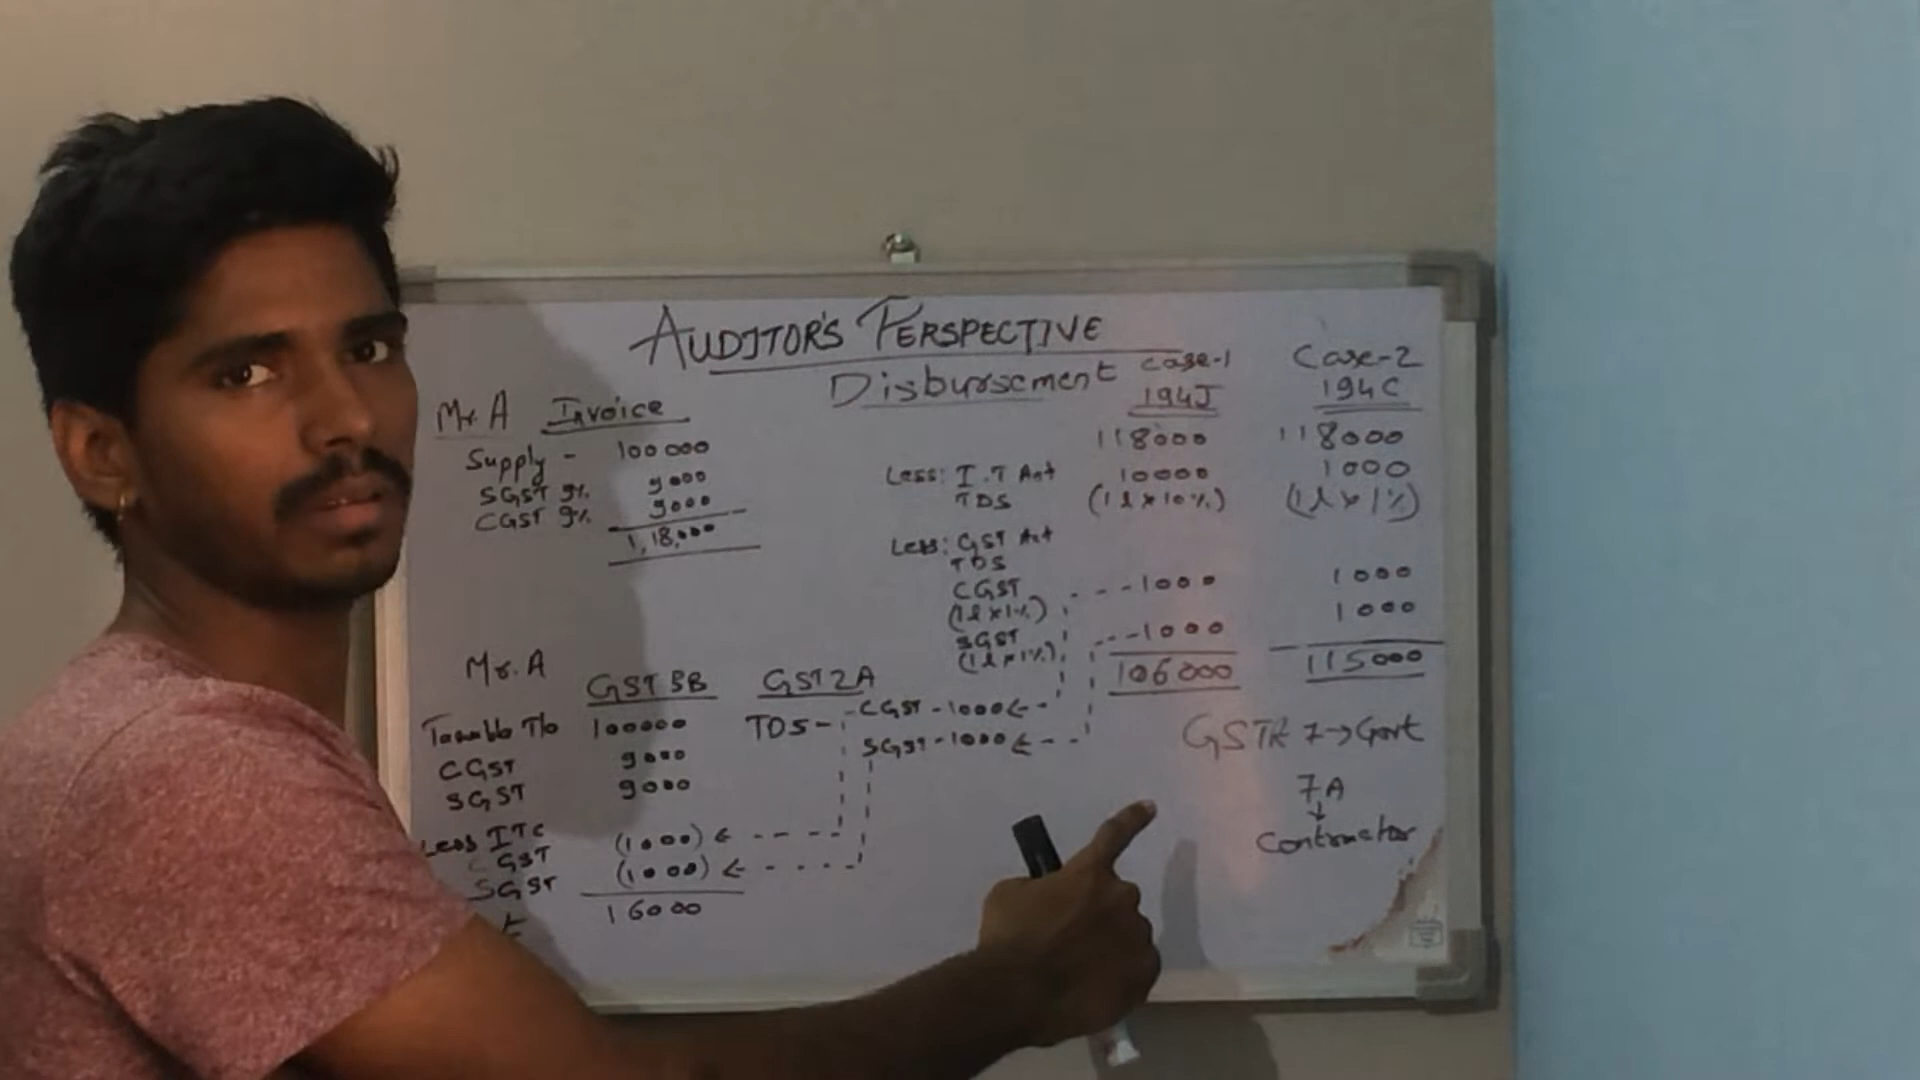 AUDITOR'S PERSPECTIVE
Disbursement
Case-1
Case-2
194J
194C
Mr. A Invoice
Supply - 100000
SGST 9% 9000
CGST 9% 9000
1,18,000
118000 118000
Less: I.T Act 10000 1000
TDS (1L x 10%) (1L x 1%)
Less: GST Act
TDS
CGST ---1000 1000
(1L x 1%)
SGST ---1000 1000
(1L x 1%)
106000 115000
Mr. A
GST 3B GST 2A
Taxable T/o 100000 TDS - CGST - 1000
CGST 9000 SGST - 1000
SGST 9000
Less ITC
CGST (1000)
SGST (1000)
16000
GSTR 7 → Govt
7A
↓
Contractor